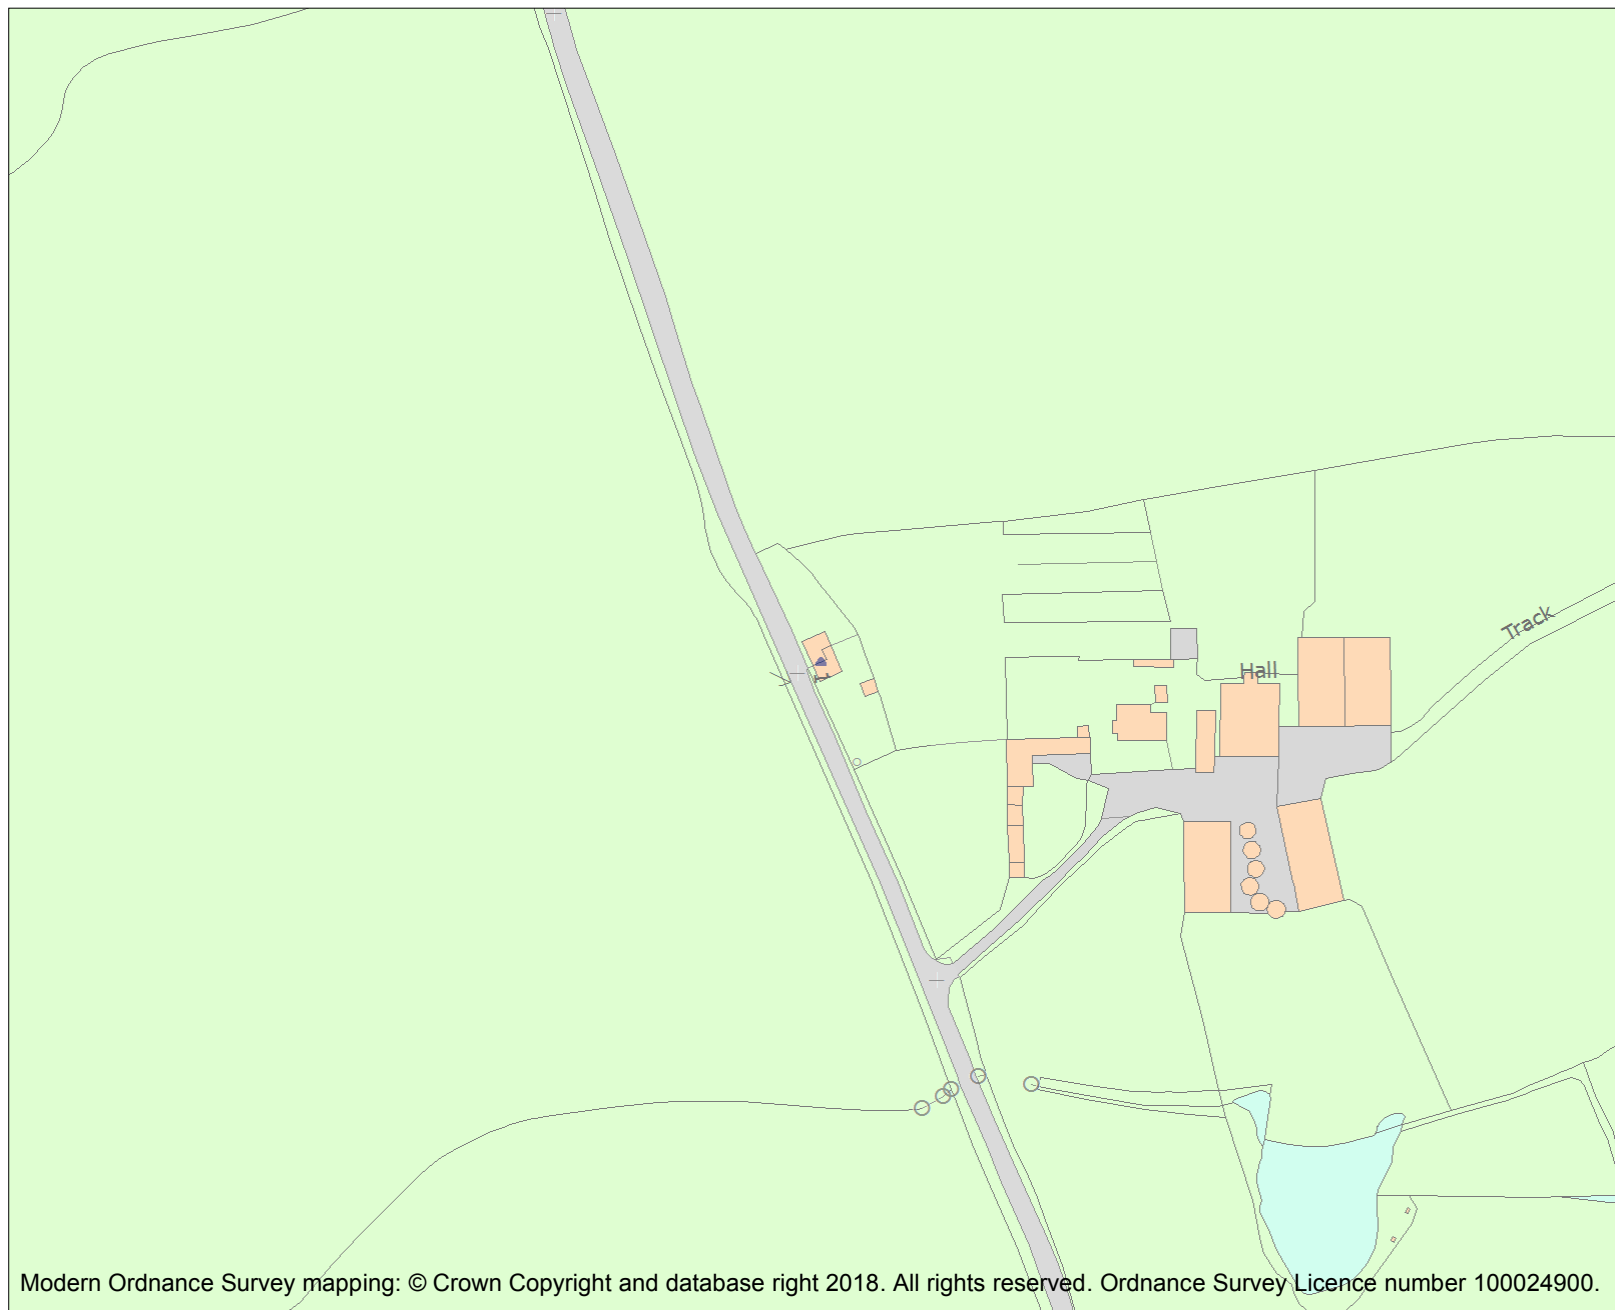 Track
Hall
1
Modern Ordnance Survey mapping: © Crown Copyright and database right 2018. All rights reserved. Ordnance Survey Licence number 100024900.